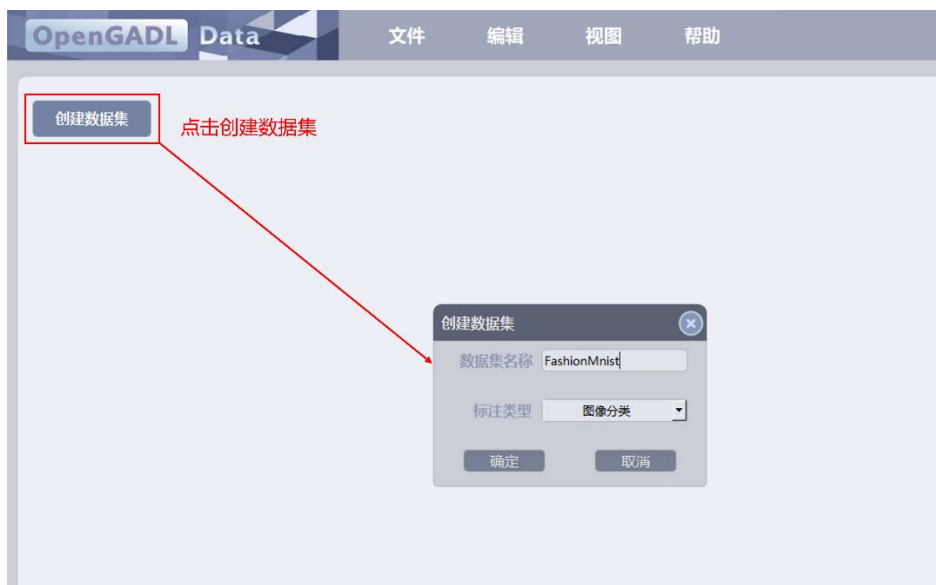 OpenGADL Data 文件 编辑 视图 帮助
创建数据集
点击创建数据集
创建数据集
数据集名称 FashionMnist
标注类型 图像分类
确定 取消